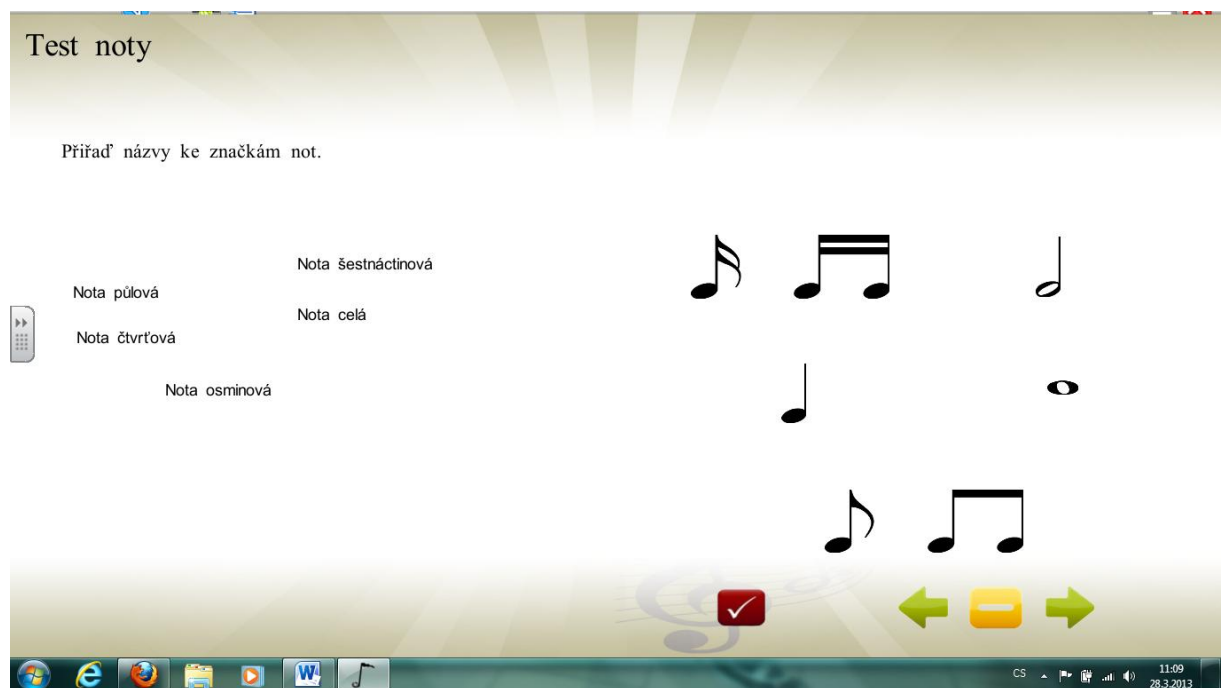 Test noty
Přiřaď názvy ke značkám not.
Nota šestnáctinová
Nota půlová
Nota celá
Nota čtvrťová
Nota osminová
CS
11:09
28.3.2013